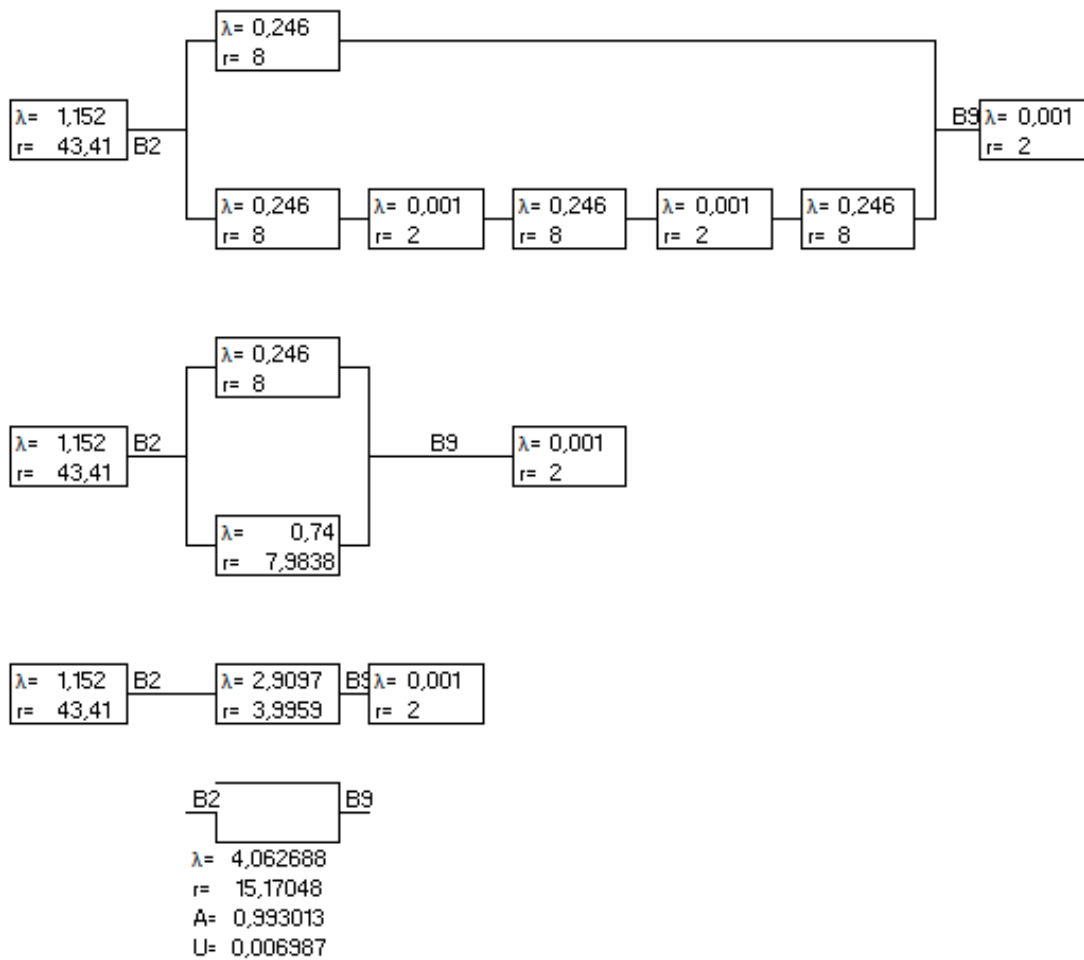 λ= 0,246
r= 8
λ= 1,152
r= 43,41
B2
B9
λ= 0,001
r= 2
λ= 0,246
r= 8
λ= 0,001
r= 2
λ= 0,246
r= 8
λ= 0,001
r= 2
λ= 0,246
r= 8
λ= 0,246
r= 8
λ= 1,152
r= 43,41
B2
B9
λ= 0,001
r= 2
λ= 0,74
r= 7,9838
λ= 1,152
r= 43,41
B2
λ= 2,9097
r= 3,9959
B9
λ= 0,001
r= 2
B2
B9
λ= 4,062688
r= 15,17048
A= 0,993013
U= 0,006987